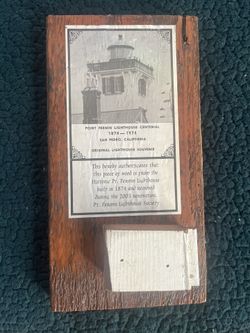 POINT FERMIN LIGHTHOUSE CENTENNIAL
1874 — 1974
SAN PEDRO, CALIFORNIA
ORIGINAL LIGHTHOUSE SOUVENIR
This hereby authenticates that
this piece of wood is from the
Historic Pt. Fermin Lighthouse
built in 1874 and removed
during the 2002 renovation.
Pt. Fermin Lighthouse Society